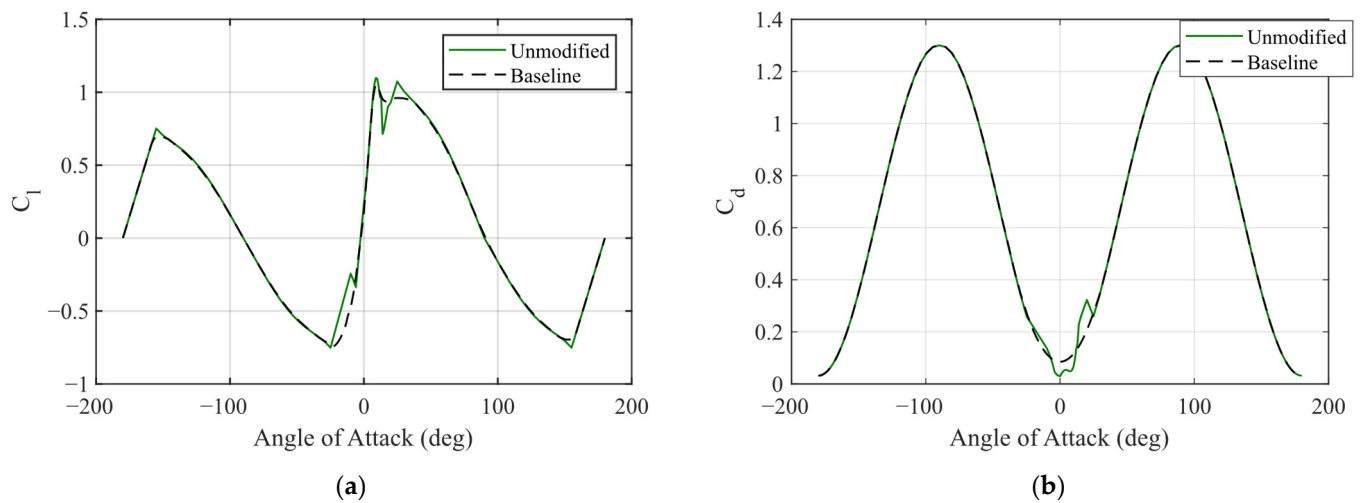 1.5
1
0.5
0
−0.5
−1
−200
−100
0
100
200
C_l
Angle of Attack (deg)
Unmodified
Baseline
(a)
1.4
1.2
1
0.8
0.6
0.4
0.2
0
−200
−100
0
100
200
C_d
Angle of Attack (deg)
Unmodified
Baseline
(b)